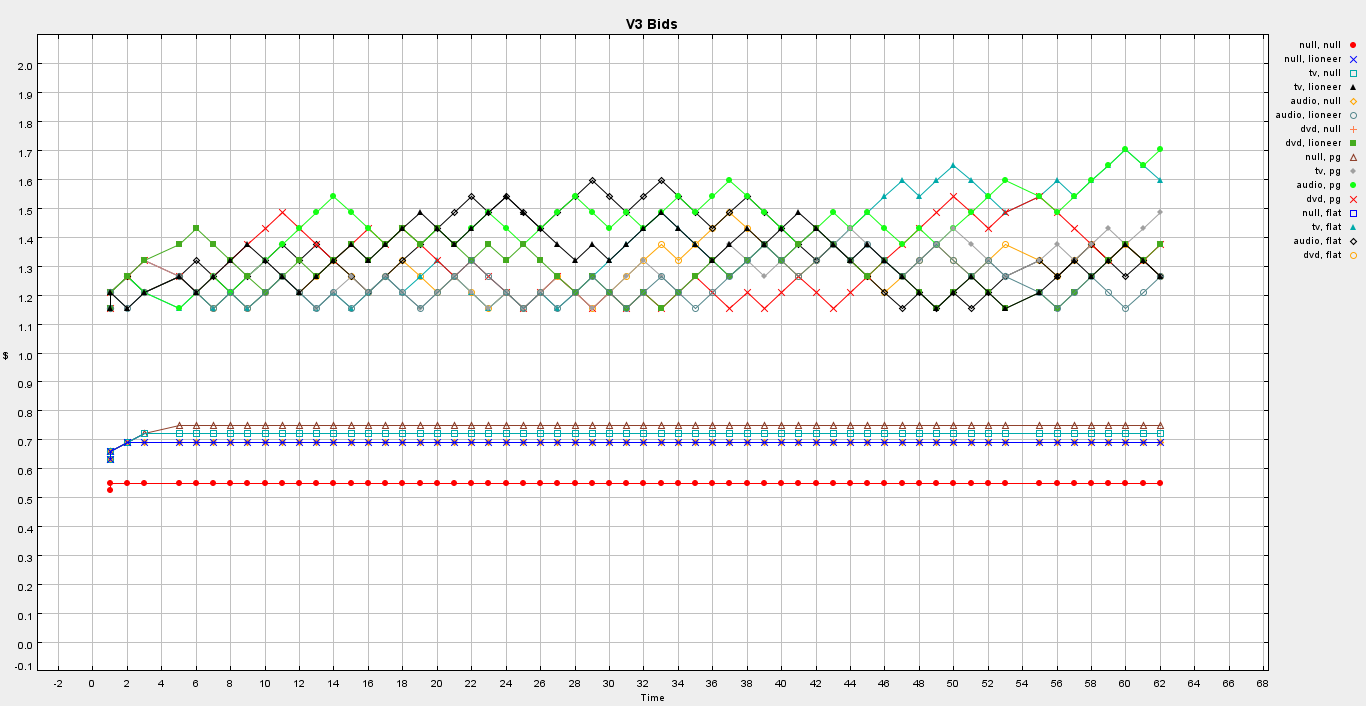 V3 Bids
2.0
1.9
1.8
1.7
1.6
1.5
1.4
1.3
1.2
1.1
$ 1.0
0.9
0.8
0.7
0.6
0.5
0.4
0.3
0.2
0.1
0.0
-0.1
-2 0 2 4 6 8 10 12 14 16 18 20 22 24 26 28 30 32 34 36 38 40 42 44 46 48 50 52 54 56 58 60 62 64 66 68
Time
null, null
null, lioneer
tv, null
tv, lioneer
audio, null
audio, lioneer
dvd, null
dvd, lioneer
null, pg
tv, pg
audio, pg
dvd, pg
null, flat
tv, flat
audio, flat
dvd, flat